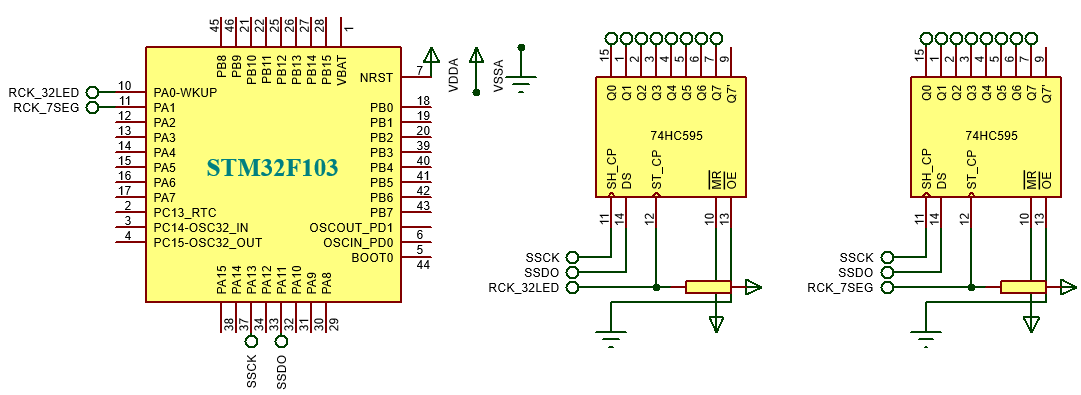 45 46 21 22 25 26 27 28 1
PB8 PB9 PB10 PB11 PB12 PB13 PB14 PB15 VBAT
NRST 7
VDDA
VSSA
RCK_32LED 10 PA0-WKUP
RCK_7SEG 11 PA1
12 PA2
13 PA3
14 PA4
15 PA5
16 PA6
17 PA7
2 PC13_RTC
3 PC14-OSC32_IN
4 PC15-OSC32_OUT
STM32F103
PB0 18
PB1 19
PB2 20
PB3 39
PB4 40
PB5 41
PB6 42
PB7 43
OSCOUT_PD1
OSCIN_PD0 6
BOOT0 5
44
PA15 PA14 PA13 PA12 PA11 PA10 PA9 PA8
38 37 34 33 32 31 30 29
SSCK SSDO
15 1 2 3 4 5 6 7 9
Q0 Q1 Q2 Q3 Q4 Q5 Q6 Q7 Q7'
74HC595
SH_CP DS ST_CP MR OE
11 14 12 10 13
SSCK
SSDO
RCK_32LED
15 1 2 3 4 5 6 7 9
Q0 Q1 Q2 Q3 Q4 Q5 Q6 Q7 Q7'
74HC595
SH_CP DS ST_CP MR OE
11 14 12 10 13
SSCK
SSDO
RCK_7SEG